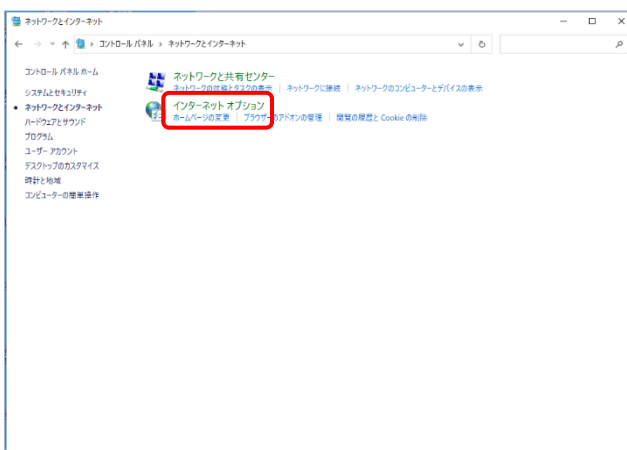 ネットワークとインターネット
コントロール パネル › ネットワークとインターネット
コントロール パネル ホーム
システムとセキュリティ
ネットワークとインターネット
ハードウェアとサウンド
プログラム
ユーザー アカウント
デスクトップのカスタマイズ
時計と地域
コンピューターの簡単操作
ネットワークと共有センター
ネットワークの状態とタスクの表示 | ネットワークに接続 | ネットワークのコンピューターとデバイスの表示
インターネット オプション
ホームページの変更 | ブラウザーのアドオンの管理 | 閲覧の履歴と Cookie の削除